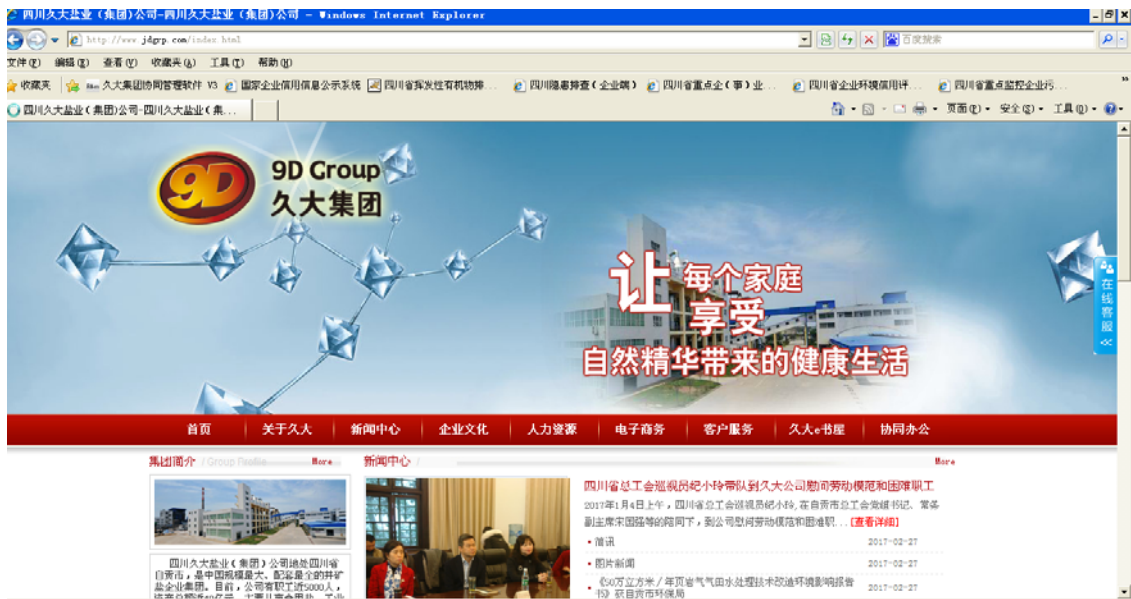 四川久大盐业（集团)公司-四川久大盐业（集团)公司 - Windows Internet Explorer
http://www.jdgrp.com/index.html
百度搜索
文件(F) 编辑(E) 查看(V) 收藏夹(A) 工具(T) 帮助(H)
收藏夹 久大集团协同管理软件 V3 国家企业信用信息公示系统 四川省挥发性有机物排... 四川隐患排查(企业端) 四川省重点企(事)业... 四川省企业环境信用评... 四川省重点监控企业污...
四川久大盐业(集团)公司-四川久大盐业(集...
页面(P) 安全(S) 工具(O)
9D
9D Group
久大集团
让
每个家庭
享受
自然精华带来的健康生活
在线客服
首页 关于久大 新闻中心 企业文化 人力资源 电子商务 客户服务 久大e书屋 协同办公
集团简介 / Group Profile More
新闻中心 / More
四川省总工会巡视员纪小玲带队到久大公司慰问劳动模范和困难职工
2017年1月4日上午，四川省总工会巡视员纪小玲,在自贡市总工会党组书记、常务
副主席宋国强等的陪同下，到公司慰问劳动模范和困难职...[查看详细]
• 简讯 2017-02-27
• 图片新闻 2017-02-27
• 《50万立方米/年页岩气气田水处理技术改造环境影响报告
书》获自贡市环保局 2017-02-27
四川久大盐业(集团)公司地处四川省
自贡市，是中国规模最大、配套最全的井矿
盐企业集团。目前，公司有职工近5000人，